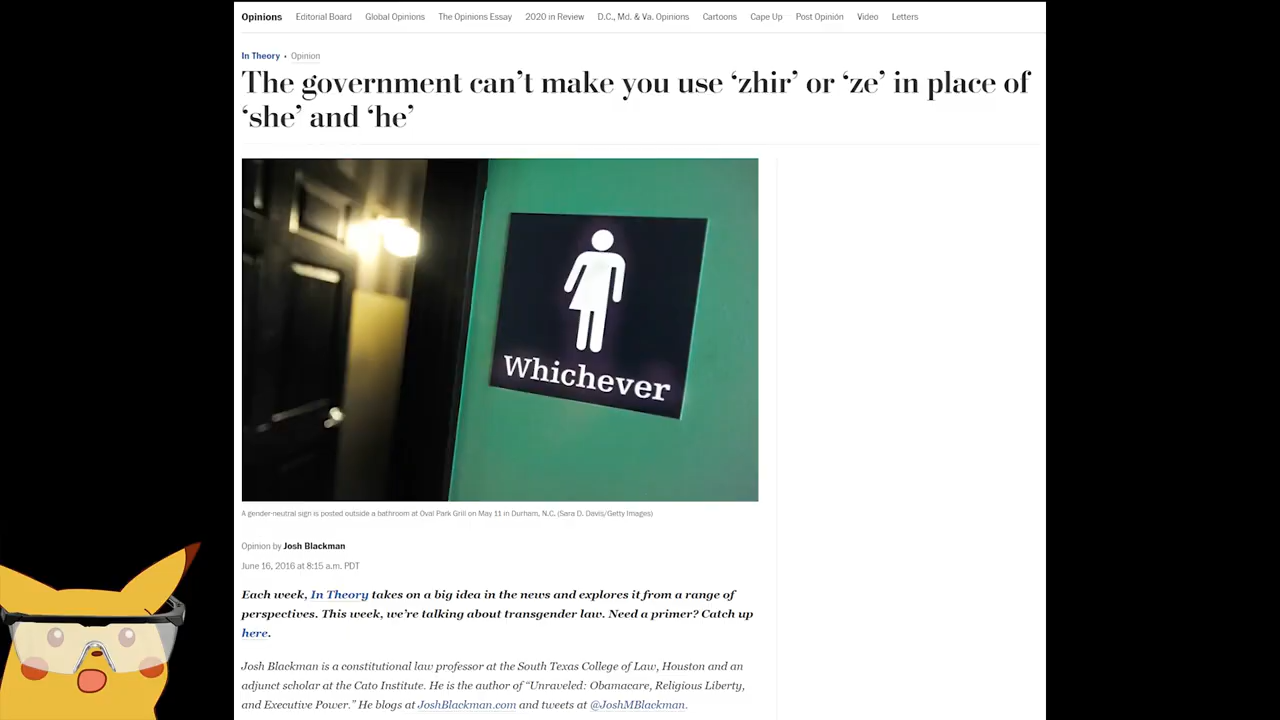 Opinions Editorial Board Global Opinions The Opinions Essay 2020 in Review D.C., Md. & Va. Opinions Cartoons Cape Up Post Opinión Video Letters
In Theory • Opinion
The government can’t make you use ‘zhir’ or ‘ze’ in place of
‘she’ and ‘he’
Whichever
A gender-neutral sign is posted outside a bathroom at Oval Park Grill on May 11 in Durham, N.C. (Sara D. Davis/Getty Images)
Opinion by Josh Blackman
June 16, 2016 at 8:15 a.m. PDT
Each week, In Theory takes on a big idea in the news and explores it from a range of
perspectives. This week, we’re talking about transgender law. Need a primer? Catch up
here.
Josh Blackman is a constitutional law professor at the South Texas College of Law, Houston and an
adjunct scholar at the Cato Institute. He is the author of “Unraveled: Obamacare, Religious Liberty,
and Executive Power.” He blogs at JoshBlackman.com and tweets at @JoshMBlackman.